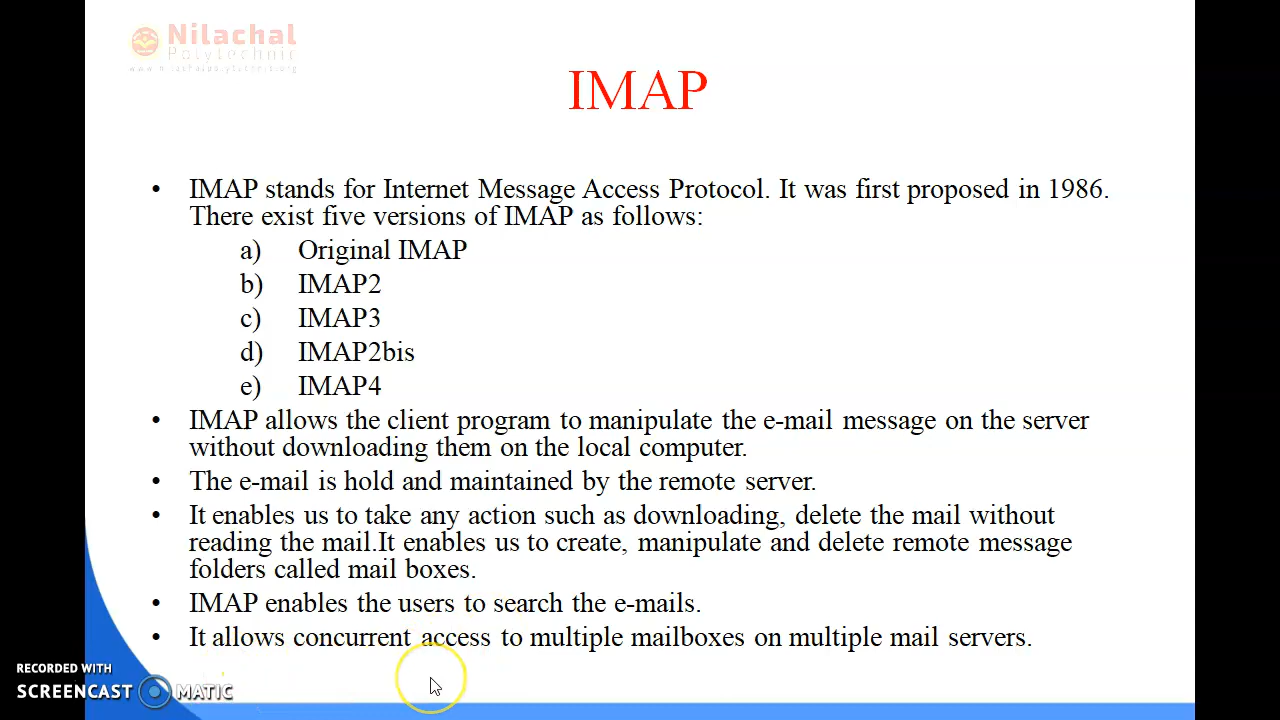 Nilachal
Polytechnic
www.nilachalpolytechnic.org
IMAP
• IMAP stands for Internet Message Access Protocol. It was first proposed in 1986.
There exist five versions of IMAP as follows:
a) Original IMAP
b) IMAP2
c) IMAP3
d) IMAP2bis
e) IMAP4
• IMAP allows the client program to manipulate the e-mail message on the server
without downloading them on the local computer.
• The e-mail is hold and maintained by the remote server.
• It enables us to take any action such as downloading, delete the mail without
reading the mail.It enables us to create, manipulate and delete remote message
folders called mail boxes.
• IMAP enables the users to search the e-mails.
• It allows concurrent access to multiple mailboxes on multiple mail servers.
RECORDED WITH
SCREENCAST MATIC